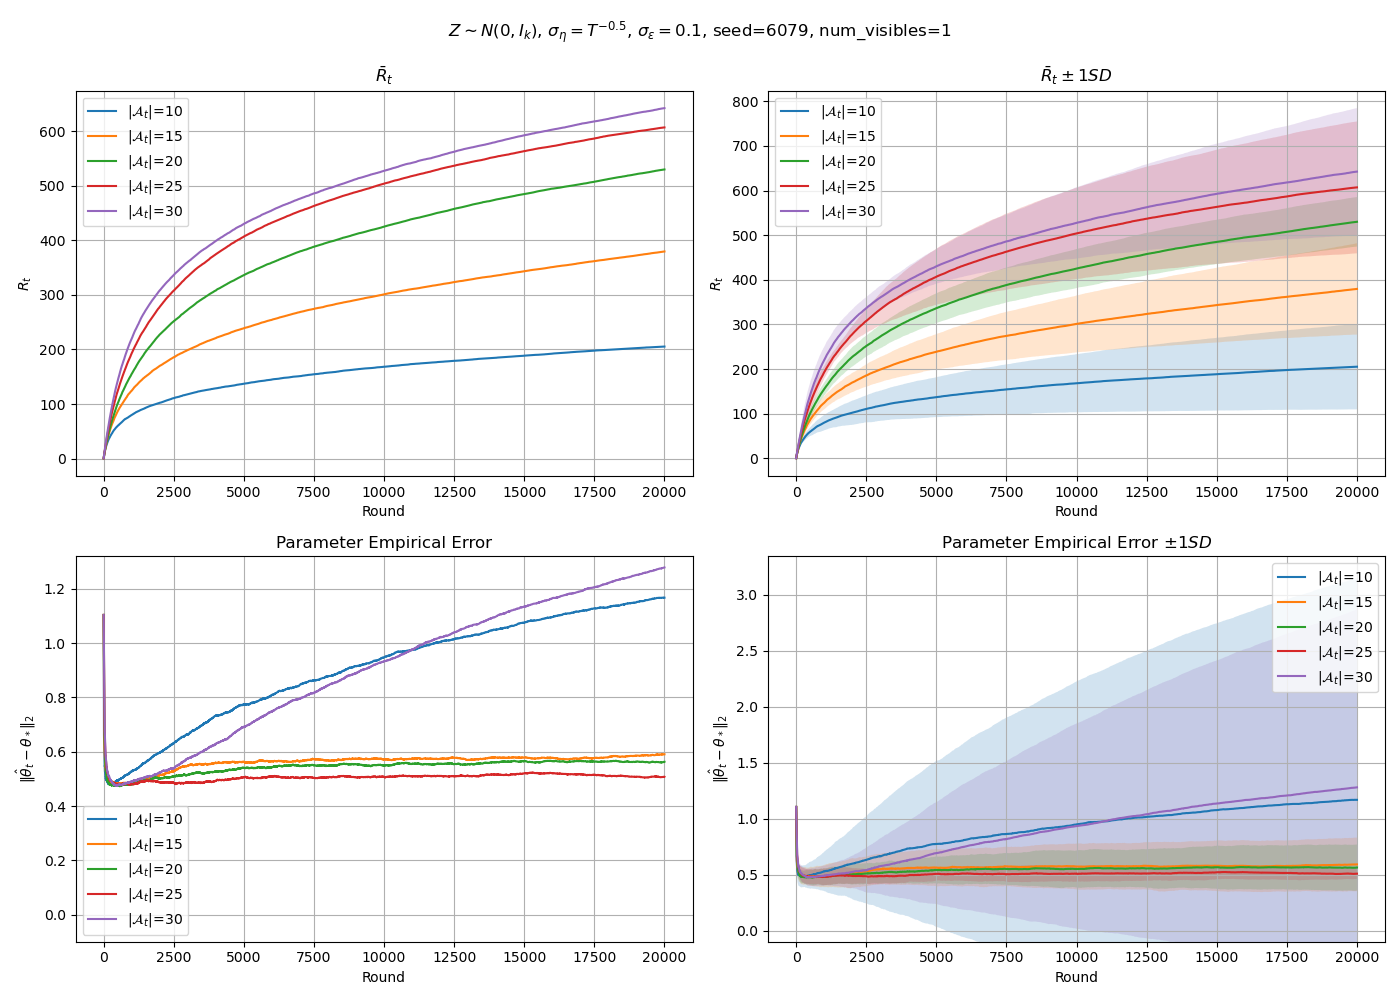 Z ∼ N(0, I_k), σ_η = T^{−0.5}, σ_ε = 0.1, seed=6079, num_visibles=1
R̄_t
|𝒜_t|=10
|𝒜_t|=15
|𝒜_t|=20
|𝒜_t|=25
|𝒜_t|=30
R_t
600
500
400
300
200
100
0
0 2500 5000 7500 10000 12500 15000 17500 20000
Round
R̄_t ± 1SD
|𝒜_t|=10
|𝒜_t|=15
|𝒜_t|=20
|𝒜_t|=25
|𝒜_t|=30
R_t
800
700
600
500
400
300
200
100
0
0 2500 5000 7500 10000 12500 15000 17500 20000
Round
Parameter Empirical Error
‖θ̂_t − θ_*‖_2
1.2
1.0
0.8
0.6
0.4
0.2
0.0
|𝒜_t|=10
|𝒜_t|=15
|𝒜_t|=20
|𝒜_t|=25
|𝒜_t|=30
0 2500 5000 7500 10000 12500 15000 17500 20000
Round
Parameter Empirical Error ±1SD
|𝒜_t|=10
|𝒜_t|=15
|𝒜_t|=20
|𝒜_t|=25
|𝒜_t|=30
‖θ̂_t − θ_*‖_2
3.0
2.5
2.0
1.5
1.0
0.5
0.0
0 2500 5000 7500 10000 12500 15000 17500 20000
Round